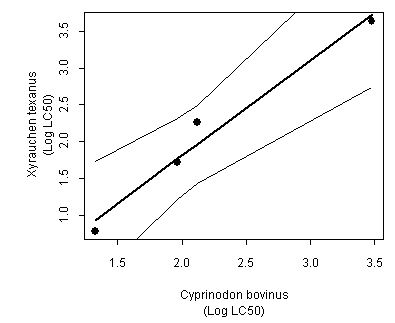 Xyrauchen texanus
(Log LC50)
3.5
3.0
2.5
2.0
1.5
1.0
1.5 2.0 2.5 3.0 3.5
Cyprinodon bovinus
(Log LC50)